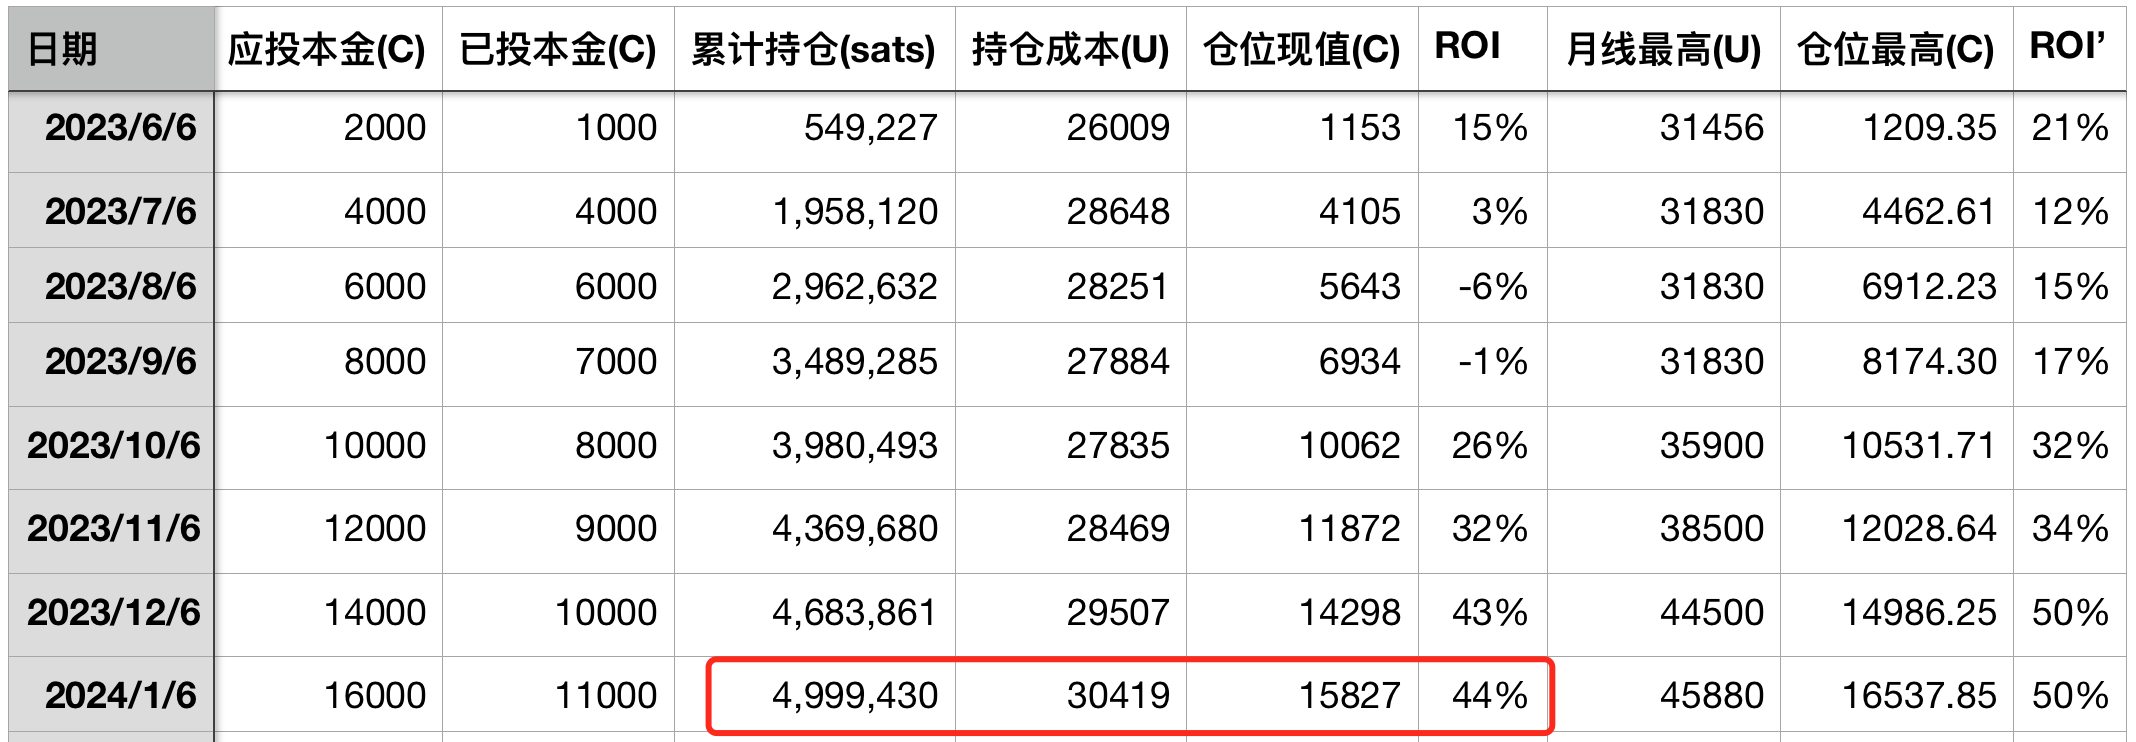 日期 应投本金(C) 已投本金(C) 累计持仓(sats) 持仓成本(U) 仓位现值(C) ROI 月线最高(U) 仓位最高(C) ROI’
2023/6/6 2000 1000 549,227 26009 1153 15% 31456 1209.35 21%
2023/7/6 4000 4000 1,958,120 28648 4105 3% 31830 4462.61 12%
2023/8/6 6000 6000 2,962,632 28251 5643 -6% 31830 6912.23 15%
2023/9/6 8000 7000 3,489,285 27884 6934 -1% 31830 8174.30 17%
2023/10/6 10000 8000 3,980,493 27835 10062 26% 35900 10531.71 32%
2023/11/6 12000 9000 4,369,680 28469 11872 32% 38500 12028.64 34%
2023/12/6 14000 10000 4,683,861 29507 14298 43% 44500 14986.25 50%
2024/1/6 16000 11000 4,999,430 30419 15827 44% 45880 16537.85 50%